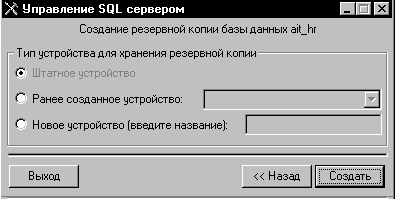 Управление SQL сервером
Создание резервной копии базы данных ait_hr
Тип устройства для хранения резервной копии
Штатное устройство
Ранее созданное устройство:
Новое устройство (введите название):
Выход
<< Назад
Создать